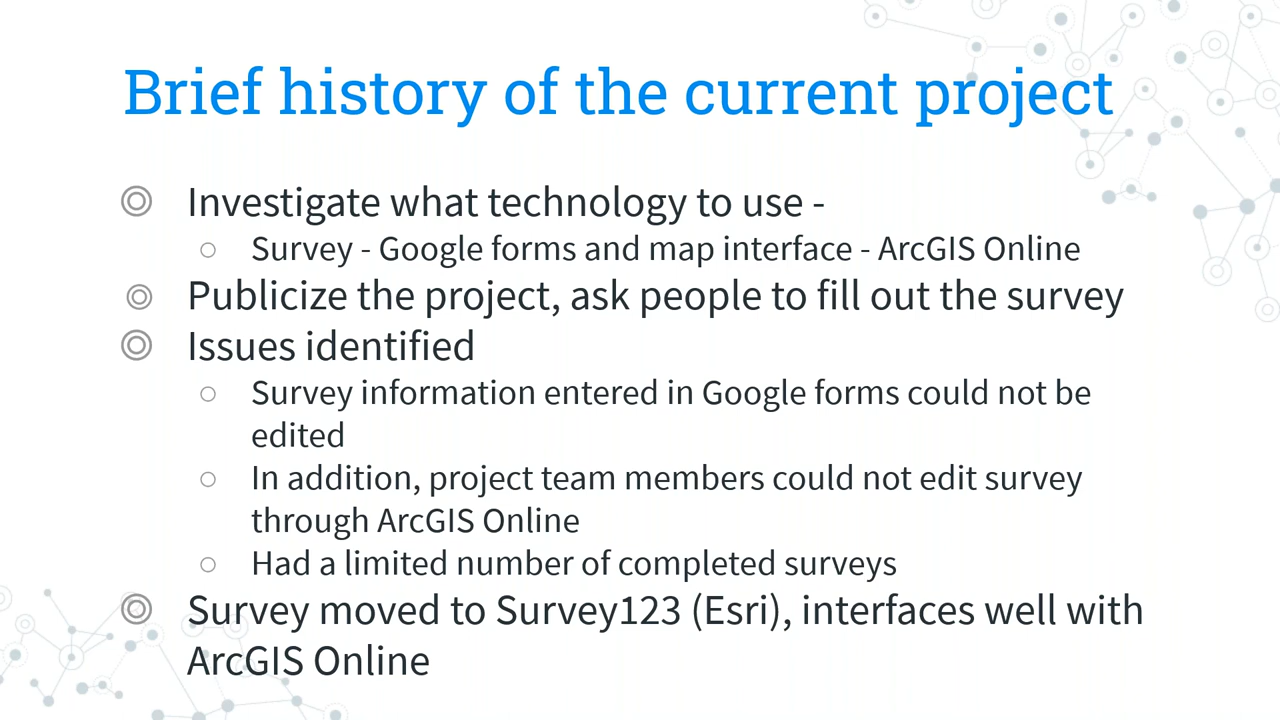 Brief history of the current project
Investigate what technology to use -
Survey - Google forms and map interface - ArcGIS Online
Publicize the project, ask people to fill out the survey
Issues identified
Survey information entered in Google forms could not be
edited
In addition, project team members could not edit survey
through ArcGIS Online
Had a limited number of completed surveys
Survey moved to Survey123 (Esri), interfaces well with
ArcGIS Online